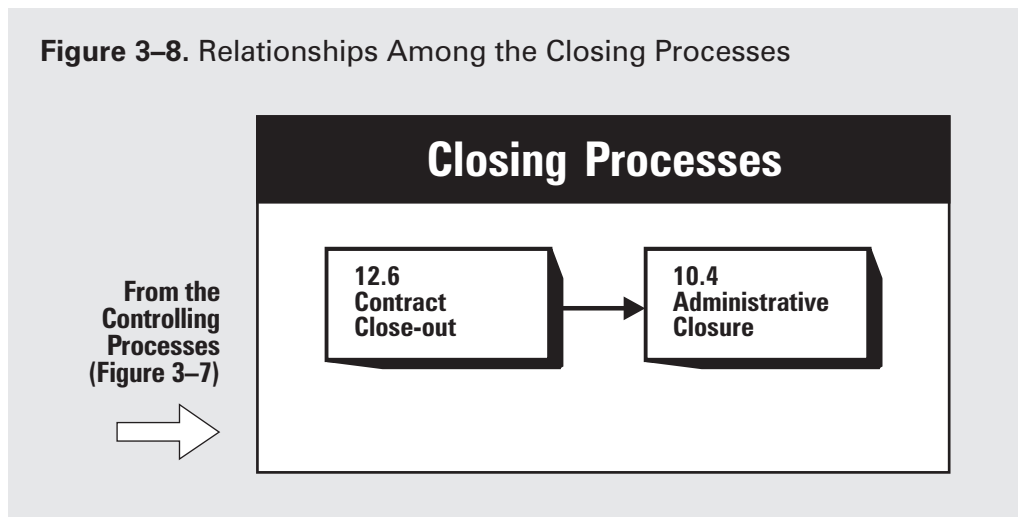 Figure 3–8. Relationships Among the Closing Processes
Closing Processes
From the
Controlling
Processes
(Figure 3–7)
12.6
Contract
Close-out
10.4
Administrative
Closure